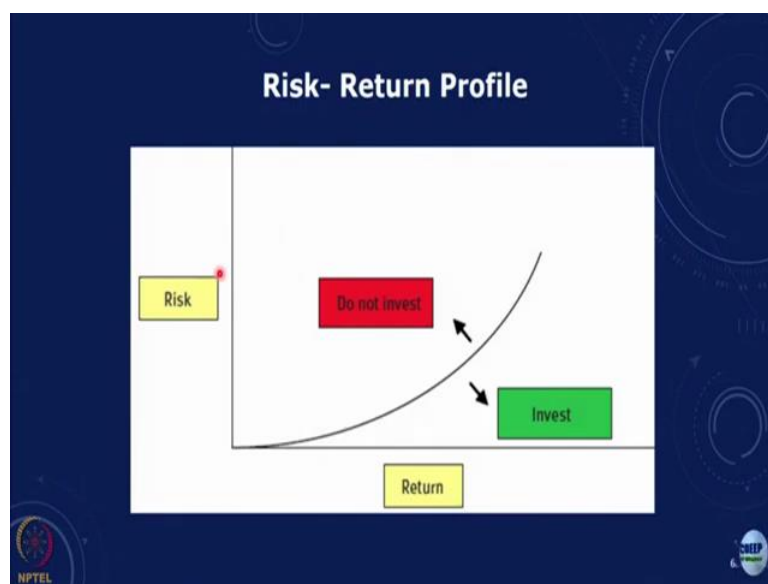 Risk- Return Profile
Risk
Do not invest
Invest
Return
NPTEL